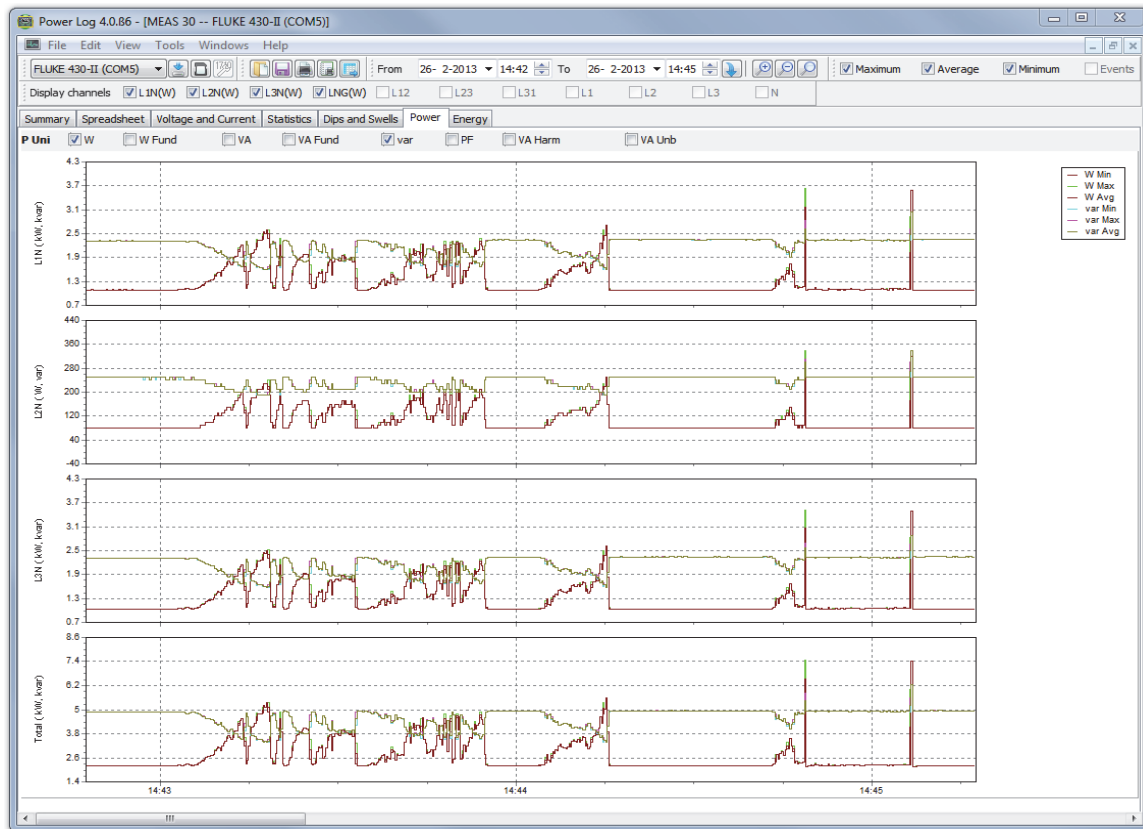 Power Log 4.0.86 - [MEAS 30 -- FLUKE 430-II (COM5)]
File Edit View Tools Windows Help
FLUKE 430-II (COM5) From 26- 2-2013 14:42 To 26- 2-2013 14:45 Maximum Average Minimum Events
Display channels L1N(W) L2N(W) L3N(W) LNG(W) L12 L23 L31 L1 L2 L3 N
Summary Spreadsheet Voltage and Current Statistics Dips and Swells Power Energy
P Uni W W Fund VA VA Fund var PF VA Harm VA Unb
L1N ( kW, kvar)
4.3
3.7
3.1
2.5
1.9
1.3
0.7
W Min
W Max
W Avg
var Min
var Max
var Avg
L2N ( W, var)
440
360
280
200
120
40
-40
L3N ( kW, kvar)
4.3
3.7
3.1
2.5
1.9
1.3
0.7
Total ( kW, kvar)
8.6
7.4
6.2
5
3.8
2.6
1.4
14:43 14:44 14:45